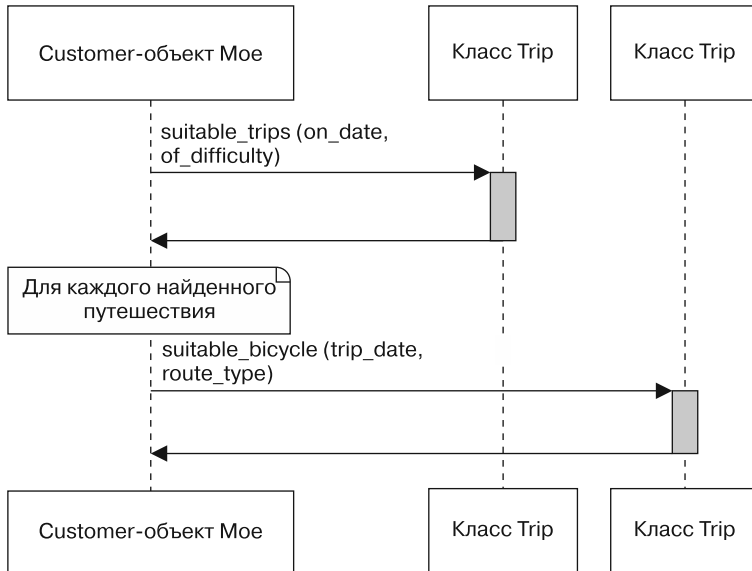 Customer-объект Moe
Класс Trip
Класс Trip
suitable_trips (on_date,
of_difficulty)
Для каждого найденного
путешествия
suitable_bicycle (trip_date,
route_type)
Customer-объект Moe
Класс Trip
Класс Trip